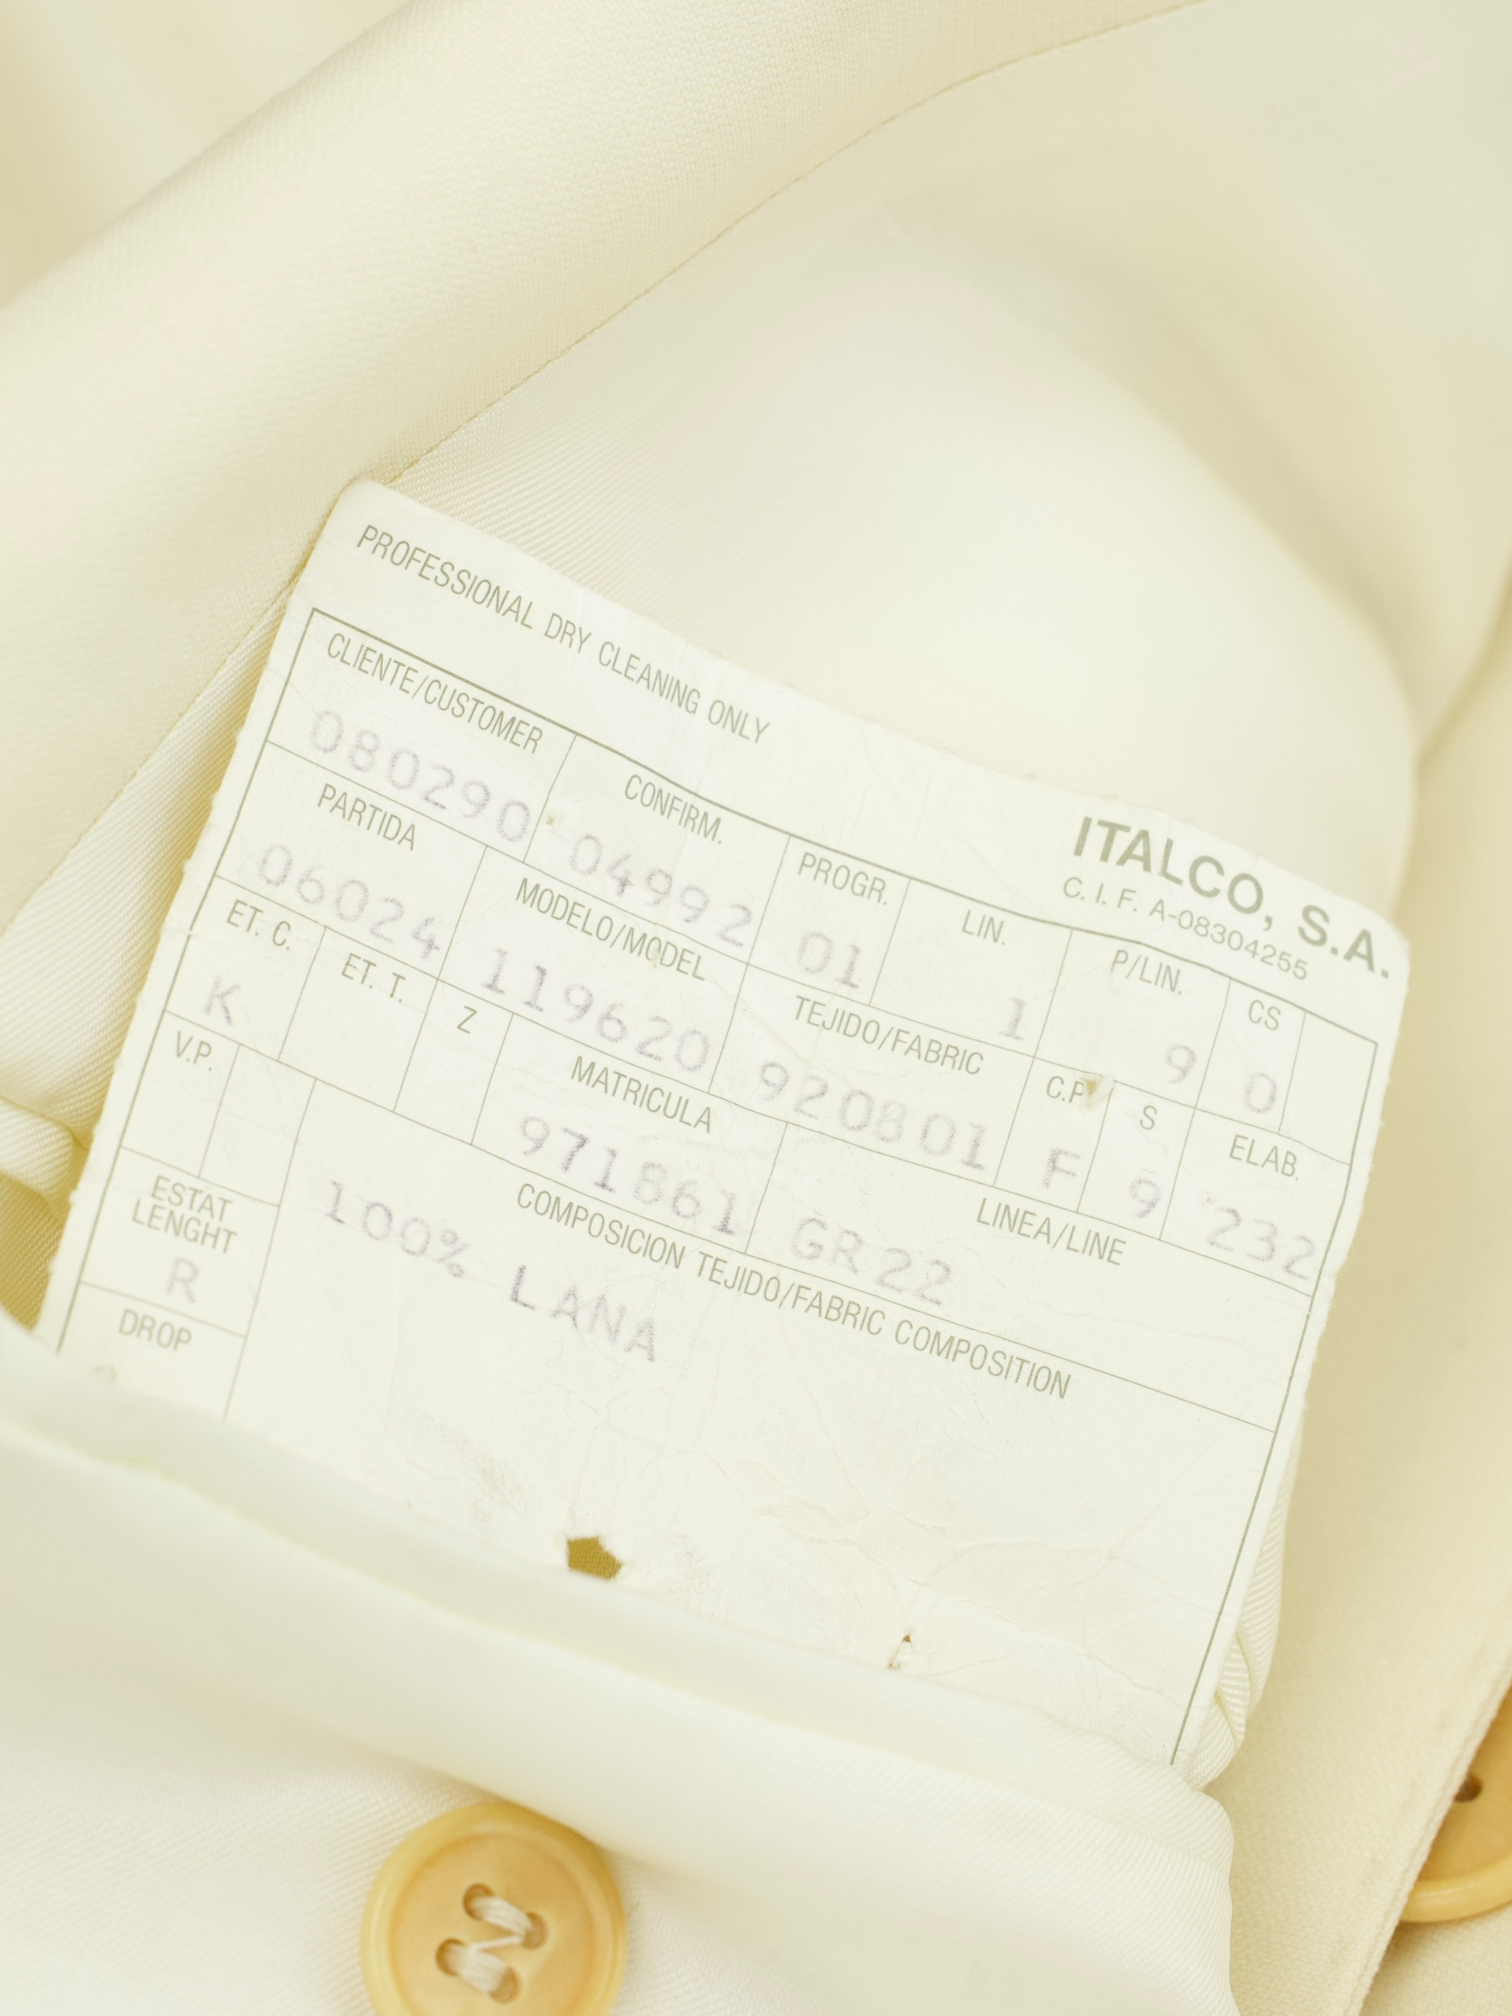 PROFESSIONAL DRY CLEANING ONLY
ITALCO, S.A.
C. I. F. A-08304255
CLIENTE/CUSTOMER CONFIRM. PROGR. LIN. P/LIN. CS
080290 04992 01 1 9 0
PARTIDA MODELO/MODEL TEJIDO/FABRIC C.P. S ELAB.
06024 119620 920801 F 9 232
ET. C. ET. T. Z MATRICULA LINEA/LINE
K 971861 GR22
V.P. COMPOSICION TEJIDO/FABRIC COMPOSITION
100% LANA
ESTAT
LENGHT
R
DROP